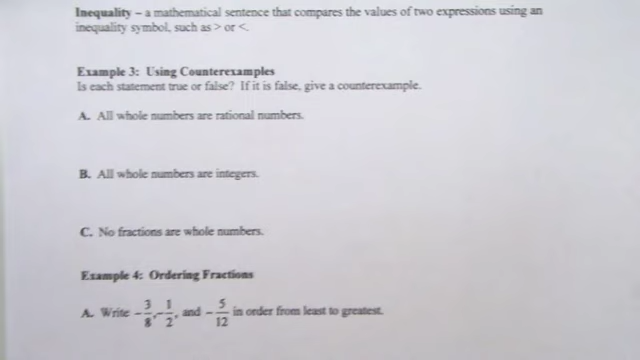 Inequality – a mathematical sentence that compares the values of two expressions using an
inequality symbol, such as > or <.
Example 3: Using Counterexamples
Is each statement true or false? If it is false, give a counterexample.
A. All whole numbers are rational numbers.
B. All whole numbers are integers.
C. No fractions are whole numbers.
Example 4: Ordering Fractions
A. Write -3/8, -1/2, and -5/12 in order from least to greatest.